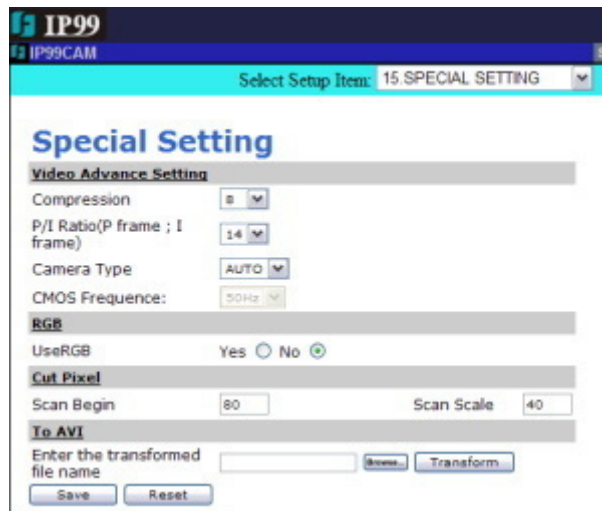 IP99
IP99CAM
Select Setup Item: 15.SPECIAL SETTING
Special Setting
Video Advance Setting
Compression 8
P/I Ratio(P frame ; I frame) 14
Camera Type AUTO
CMOS Frequence: 50Hz
RGB
UseRGB Yes No
Cut Pixel
Scan Begin 80 Scan Scale 40
To AVI
Enter the transformed file name Browse... Transform
Save Reset